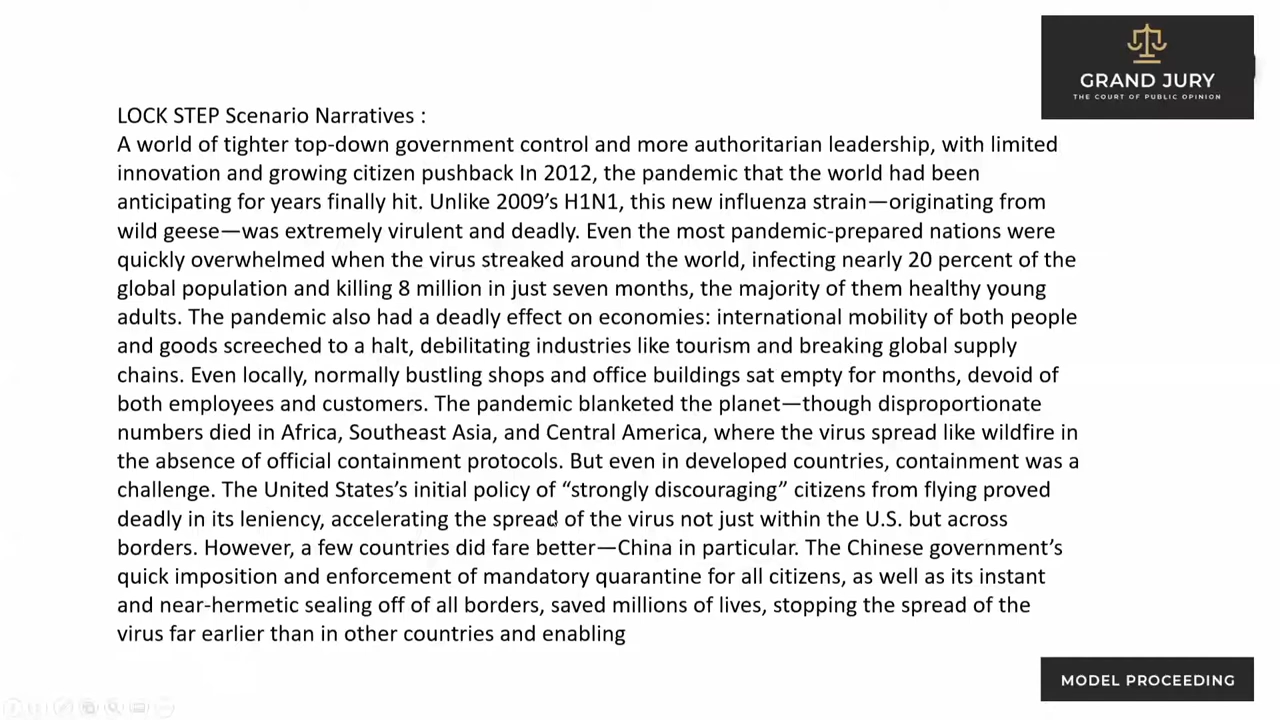 GRAND JURY
THE COURT OF PUBLIC OPINION
LOCK STEP Scenario Narratives :
A world of tighter top-down government control and more authoritarian leadership, with limited
innovation and growing citizen pushback In 2012, the pandemic that the world had been
anticipating for years finally hit. Unlike 2009’s H1N1, this new influenza strain—originating from
wild geese—was extremely virulent and deadly. Even the most pandemic-prepared nations were
quickly overwhelmed when the virus streaked around the world, infecting nearly 20 percent of the
global population and killing 8 million in just seven months, the majority of them healthy young
adults. The pandemic also had a deadly effect on economies: international mobility of both people
and goods screeched to a halt, debilitating industries like tourism and breaking global supply
chains. Even locally, normally bustling shops and office buildings sat empty for months, devoid of
both employees and customers. The pandemic blanketed the planet—though disproportionate
numbers died in Africa, Southeast Asia, and Central America, where the virus spread like wildfire in
the absence of official containment protocols. But even in developed countries, containment was a
challenge. The United States’s initial policy of “strongly discouraging” citizens from flying proved
deadly in its leniency, accelerating the spread of the virus not just within the U.S. but across
borders. However, a few countries did fare better—China in particular. The Chinese government’s
quick imposition and enforcement of mandatory quarantine for all citizens, as well as its instant
and near-hermetic sealing off of all borders, saved millions of lives, stopping the spread of the
virus far earlier than in other countries and enabling
MODEL PROCEEDING